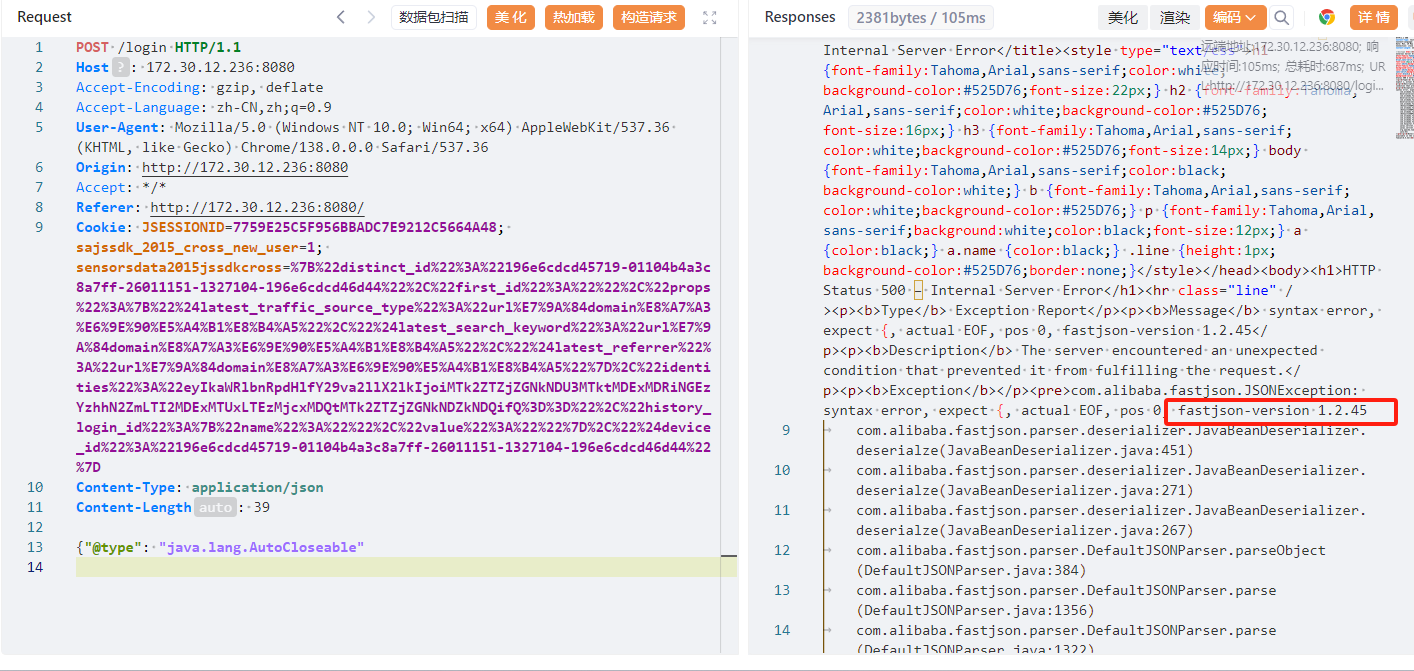 Request
数据包扫描
美化
热加载
构造请求
1 POST /login HTTP/1.1
2 Host ? : 172.30.12.236:8080
3 Accept-Encoding: gzip, deflate
4 Accept-Language: zh-CN,zh;q=0.9
5 User-Agent: Mozilla/5.0 (Windows NT 10.0; Win64; x64) AppleWebKit/537.36
(KHTML, like Gecko) Chrome/138.0.0.0 Safari/537.36
6 Origin: http://172.30.12.236:8080
7 Accept: */*
8 Referer: http://172.30.12.236:8080/
9 Cookie: JSESSIONID=7759E25C5F956BBADC7E9212C5664A48;
sajssdk_2015_cross_new_user=1;
sensorsdata2015jssdkcross=%7B%22distinct_id%22%3A%22196e6cdcd45719-01104b4a3c
8a7ff-26011151-1327104-196e6cdcd46d44%22%2C%22first_id%22%3A%22%22%2C%22props
%22%3A%7B%22%24latest_traffic_source_type%22%3A%22url%E7%9A%84domain%E8%A7%A3
%E6%9E%90%E5%A4%B1%E8%B4%A5%22%2C%22%24latest_search_keyword%22%3A%22url%E7%9
A%84domain%E8%A7%A3%E6%9E%90%E5%A4%B1%E8%B4%A5%22%2C%22%24latest_referrer%22%
3A%22url%E7%9A%84domain%E8%A7%A3%E6%9E%90%E5%A4%B1%E8%B4%A5%22%7D%2C%22identi
ties%22%3A%22eyIkaWRlbnRpdHlfY29va2llX2lkIjoiMTk2ZTZjZGNkNDU3MTktMDExMDRiNGEz
YzhhN2ZmLTI2MDExMTUxLTEzMjcxMDQtMTk2ZTZjZGNkNDZkNDQifQ%3D%3D%22%2C%22history_
login_id%22%3A%7B%22name%22%3A%22%22%2C%22value%22%3A%22%22%7D%2C%22%24device
_id%22%3A%22196e6cdcd45719-01104b4a3c8a7ff-26011151-1327104-196e6cdcd46d44%22
%7D
10 Content-Type: application/json
11 Content-Length auto : 39
12
13 {"@type": "java.lang.AutoCloseable"
14
Responses
2381bytes / 105ms
美化
渲染
编码
详情
远端地址:172.30.12.236:8080; 响
应时间:105ms; 总耗时:687ms; UR
L:http://172.30.12.236:8080/logi...
Internal Server Error</title><style type="text/css">h1
{font-family:Tahoma,Arial,sans-serif;color:white;
background-color:#525D76;font-size:22px;} h2 {font-family:Tahoma,
Arial,sans-serif;color:white;background-color:#525D76;
font-size:16px;} h3 {font-family:Tahoma,Arial,sans-serif;
color:white;background-color:#525D76;font-size:14px;} body
{font-family:Tahoma,Arial,sans-serif;color:black;
background-color:white;} b {font-family:Tahoma,Arial,sans-serif;
color:white;background-color:#525D76;} p {font-family:Tahoma,Arial,
sans-serif;background:white;color:black;font-size:12px;} a
{color:black;} a.name {color:black;} .line {height:1px;
background-color:#525D76;border:none;}</style></head><body><h1>HTTP
Status 500 – Internal Server Error</h1><hr class="line" /
><p><b>Type</b> Exception Report</p><p><b>Message</b> syntax error,
expect {, actual EOF, pos 0, fastjson-version 1.2.45</
p><p><b>Description</b> The server encountered an unexpected
condition that prevented it from fulfilling the request.</
p><p><b>Exception</b></p><pre>com.alibaba.fastjson.JSONException:
syntax error, expect {, actual EOF, pos 0, fastjson-version 1.2.45
9 com.alibaba.fastjson.parser.deserializer.JavaBeanDeserializer.
deserialze(JavaBeanDeserializer.java:451)
10 com.alibaba.fastjson.parser.deserializer.JavaBeanDeserializer.
deserialze(JavaBeanDeserializer.java:271)
11 com.alibaba.fastjson.parser.deserializer.JavaBeanDeserializer.
deserialze(JavaBeanDeserializer.java:267)
12 com.alibaba.fastjson.parser.DefaultJSONParser.parseObject
(DefaultJSONParser.java:384)
13 com.alibaba.fastjson.parser.DefaultJSONParser.parse
(DefaultJSONParser.java:1356)
14 com.alibaba.fastjson.parser.DefaultJSONParser.parse
(DefaultJSONParser.java:1322)